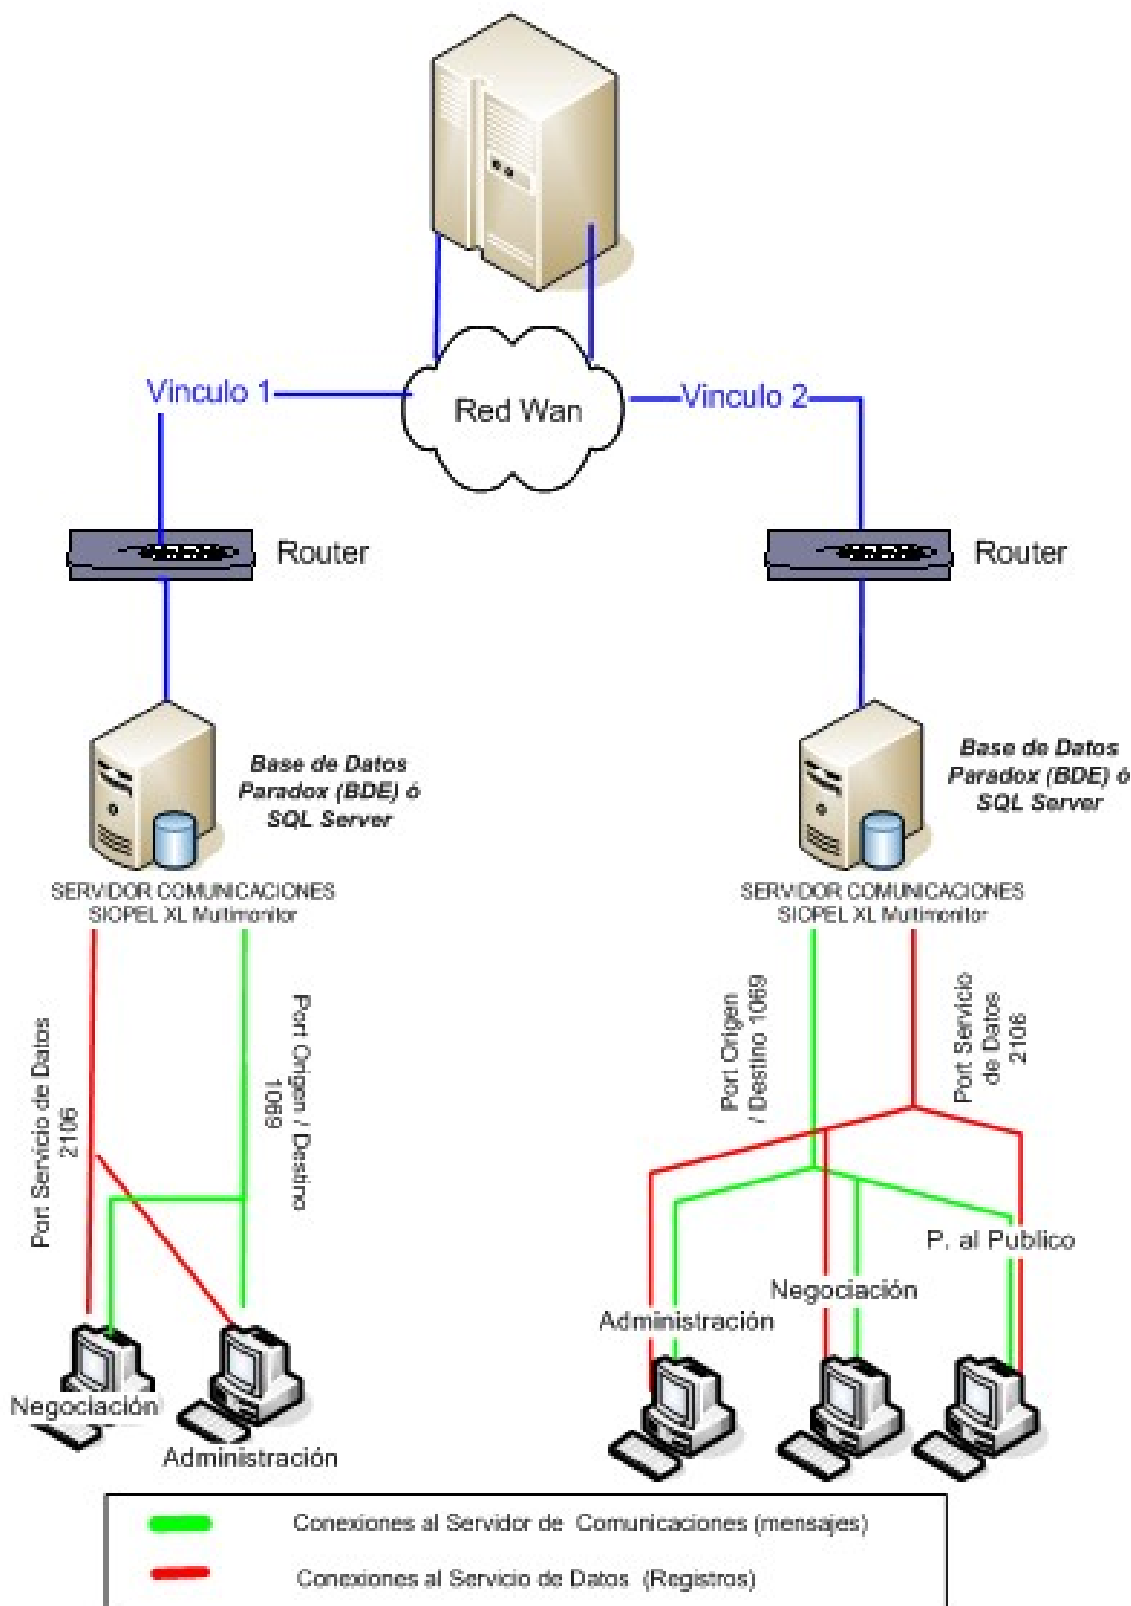 Vinculo 1
Red Wan
Vinculo 2
Router
Router
Base de Datos
Paradox (BDE) ó
SQL Server
Base de Datos
Paradox (BDE) ó
SQL Server
SERVIDOR COMUNICACIONES
SIOPEL XL Multimonitor
SERVIDOR COMUNICACIONES
SIOPEL XL Multimonitor
Port Servicio de Datos
2106
Port Origen / Destino
1069
Port Origen
/ Destino 1069
Port Servicio
de Datos
2106
P. al Publico
Negociación
Administración
Negociación
Administración
Conexiones al Servidor de Comunicaciones (mensajes)
Conexiones al Servicio de Datos (Registros)